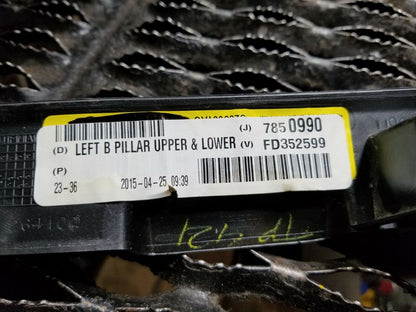 (J) 7850990
(D) LEFT B PILLAR UPPER & LOWER (V) FD352599
(P)
23-36 2015-04-25 09:39